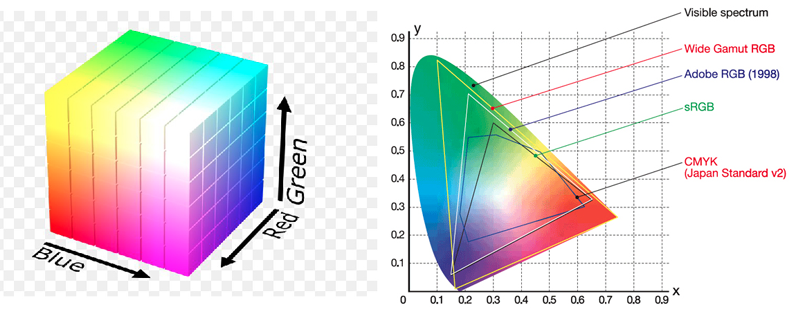 Blue
Red
Green
y
0.9
0.8
0.7
0.6
0.5
0.4
0.3
0.2
0.1
0 0.1 0.2 0.3 0.4 0.5 0.6 0.7 0.8 0.9 x
Visible spectrum
Wide Gamut RGB
Adobe RGB (1998)
sRGB
CMYK
(Japan Standard v2)